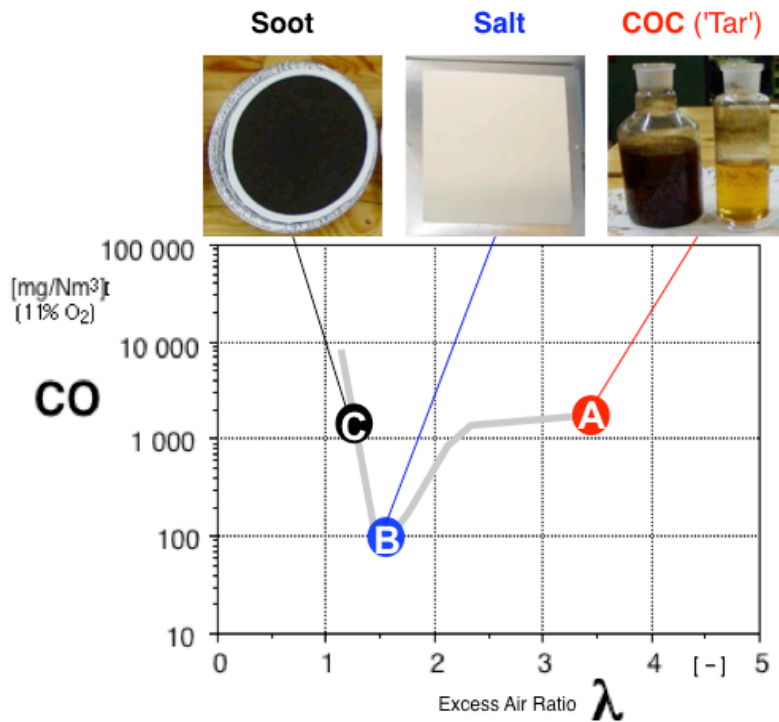 Soot Salt COC ('Tar')
100 000
[mg/Nm³]
(11% O₂)
10 000
CO
C
A
1 000
B
100
10
0 1 2 3 4 [-] 5
Excess Air Ratio λ